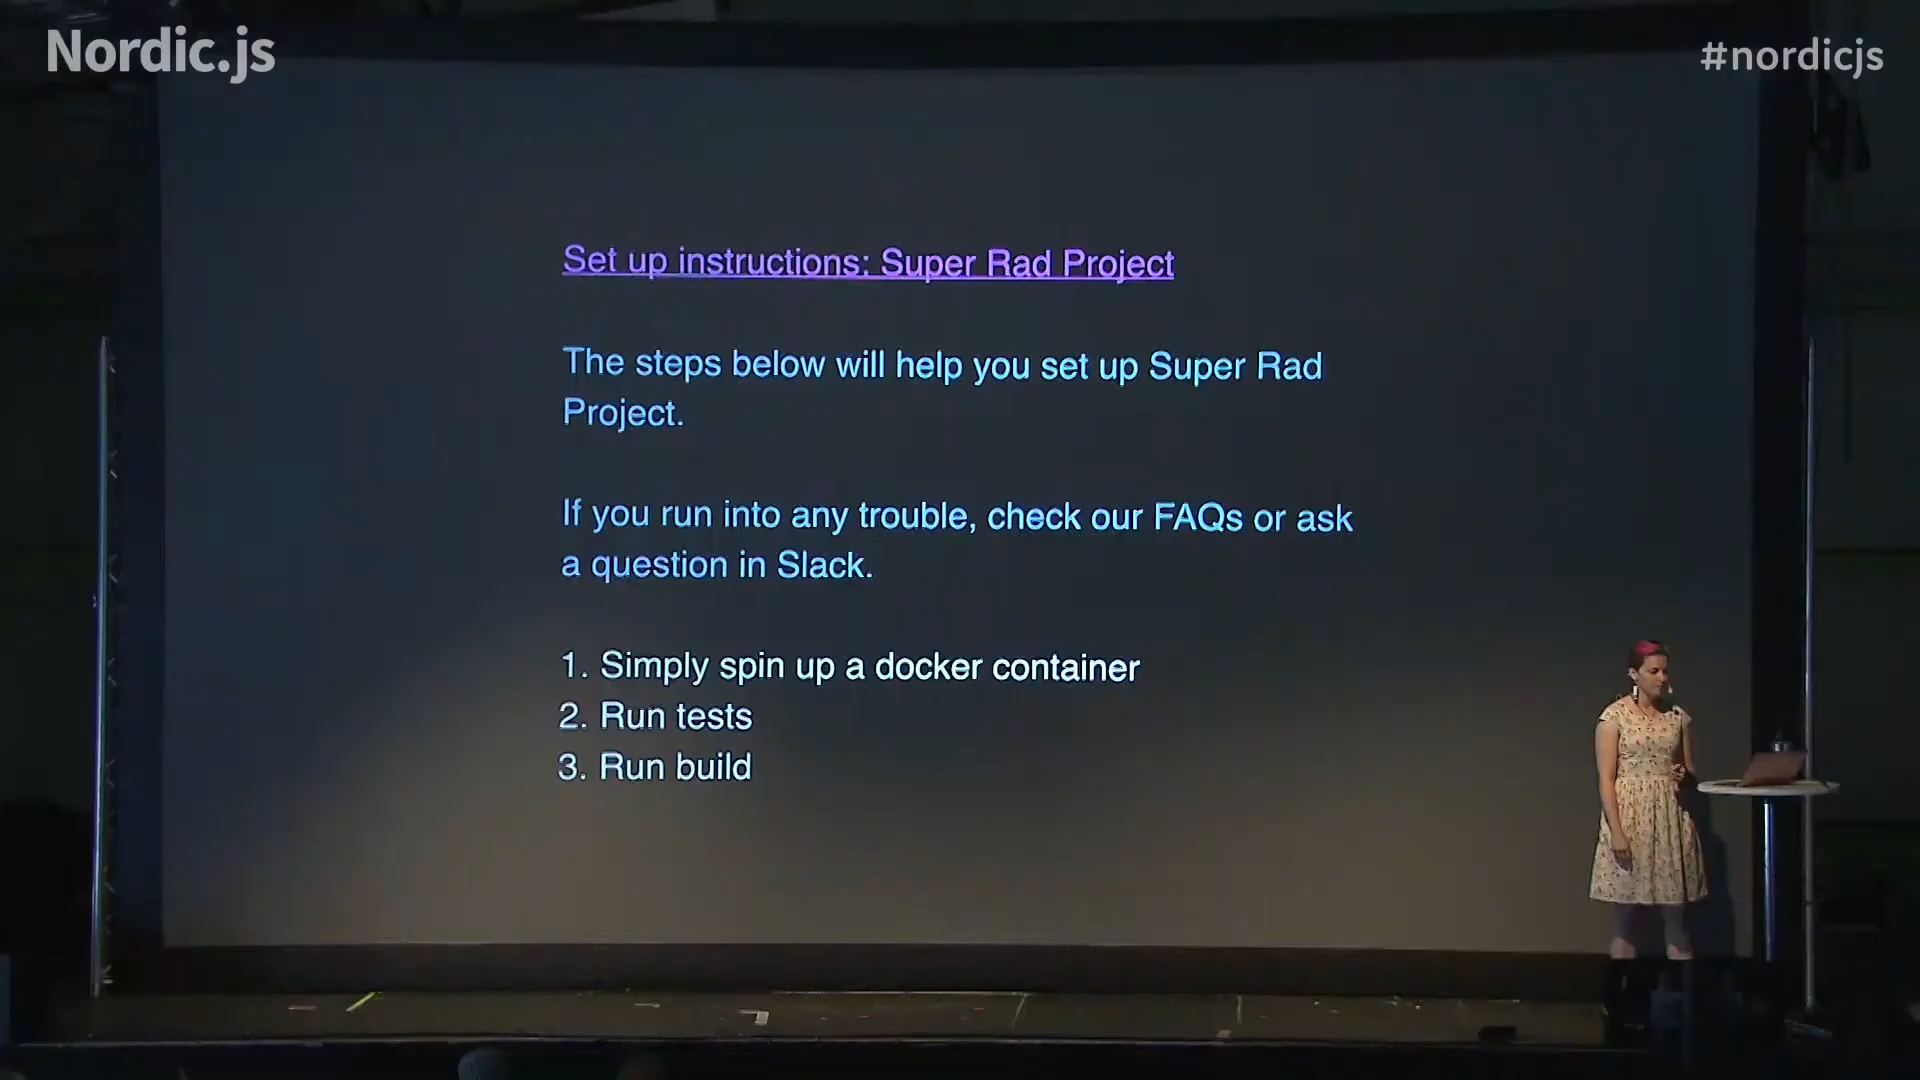 Nordic.js
#nordicjs
Set up instructions: Super Rad Project
The steps below will help you set up Super Rad
Project.
If you run into any trouble, check our FAQs or ask
a question in Slack.
1. Simply spin up a docker container
2. Run tests
3. Run build